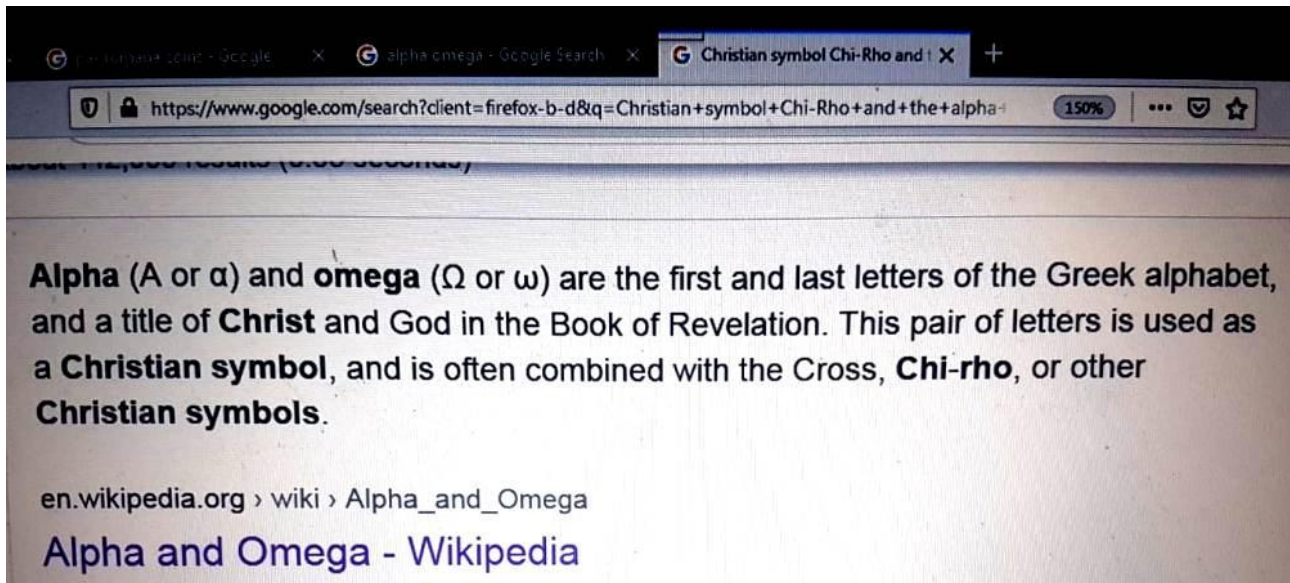 Google
alpha omega - Google Search
Christian symbol Chi-Rho and
https://www.google.com/search?client=firefox-b-d&q=Christian+symbol+Chi-Rho+and+the+alpha
150%
Alpha (A or α) and omega (Ω or ω) are the first and last letters of the Greek alphabet,
and a title of Christ and God in the Book of Revelation. This pair of letters is used as
a Christian symbol, and is often combined with the Cross, Chi-rho, or other
Christian symbols.
en.wikipedia.org › wiki › Alpha_and_Omega
Alpha and Omega - Wikipedia